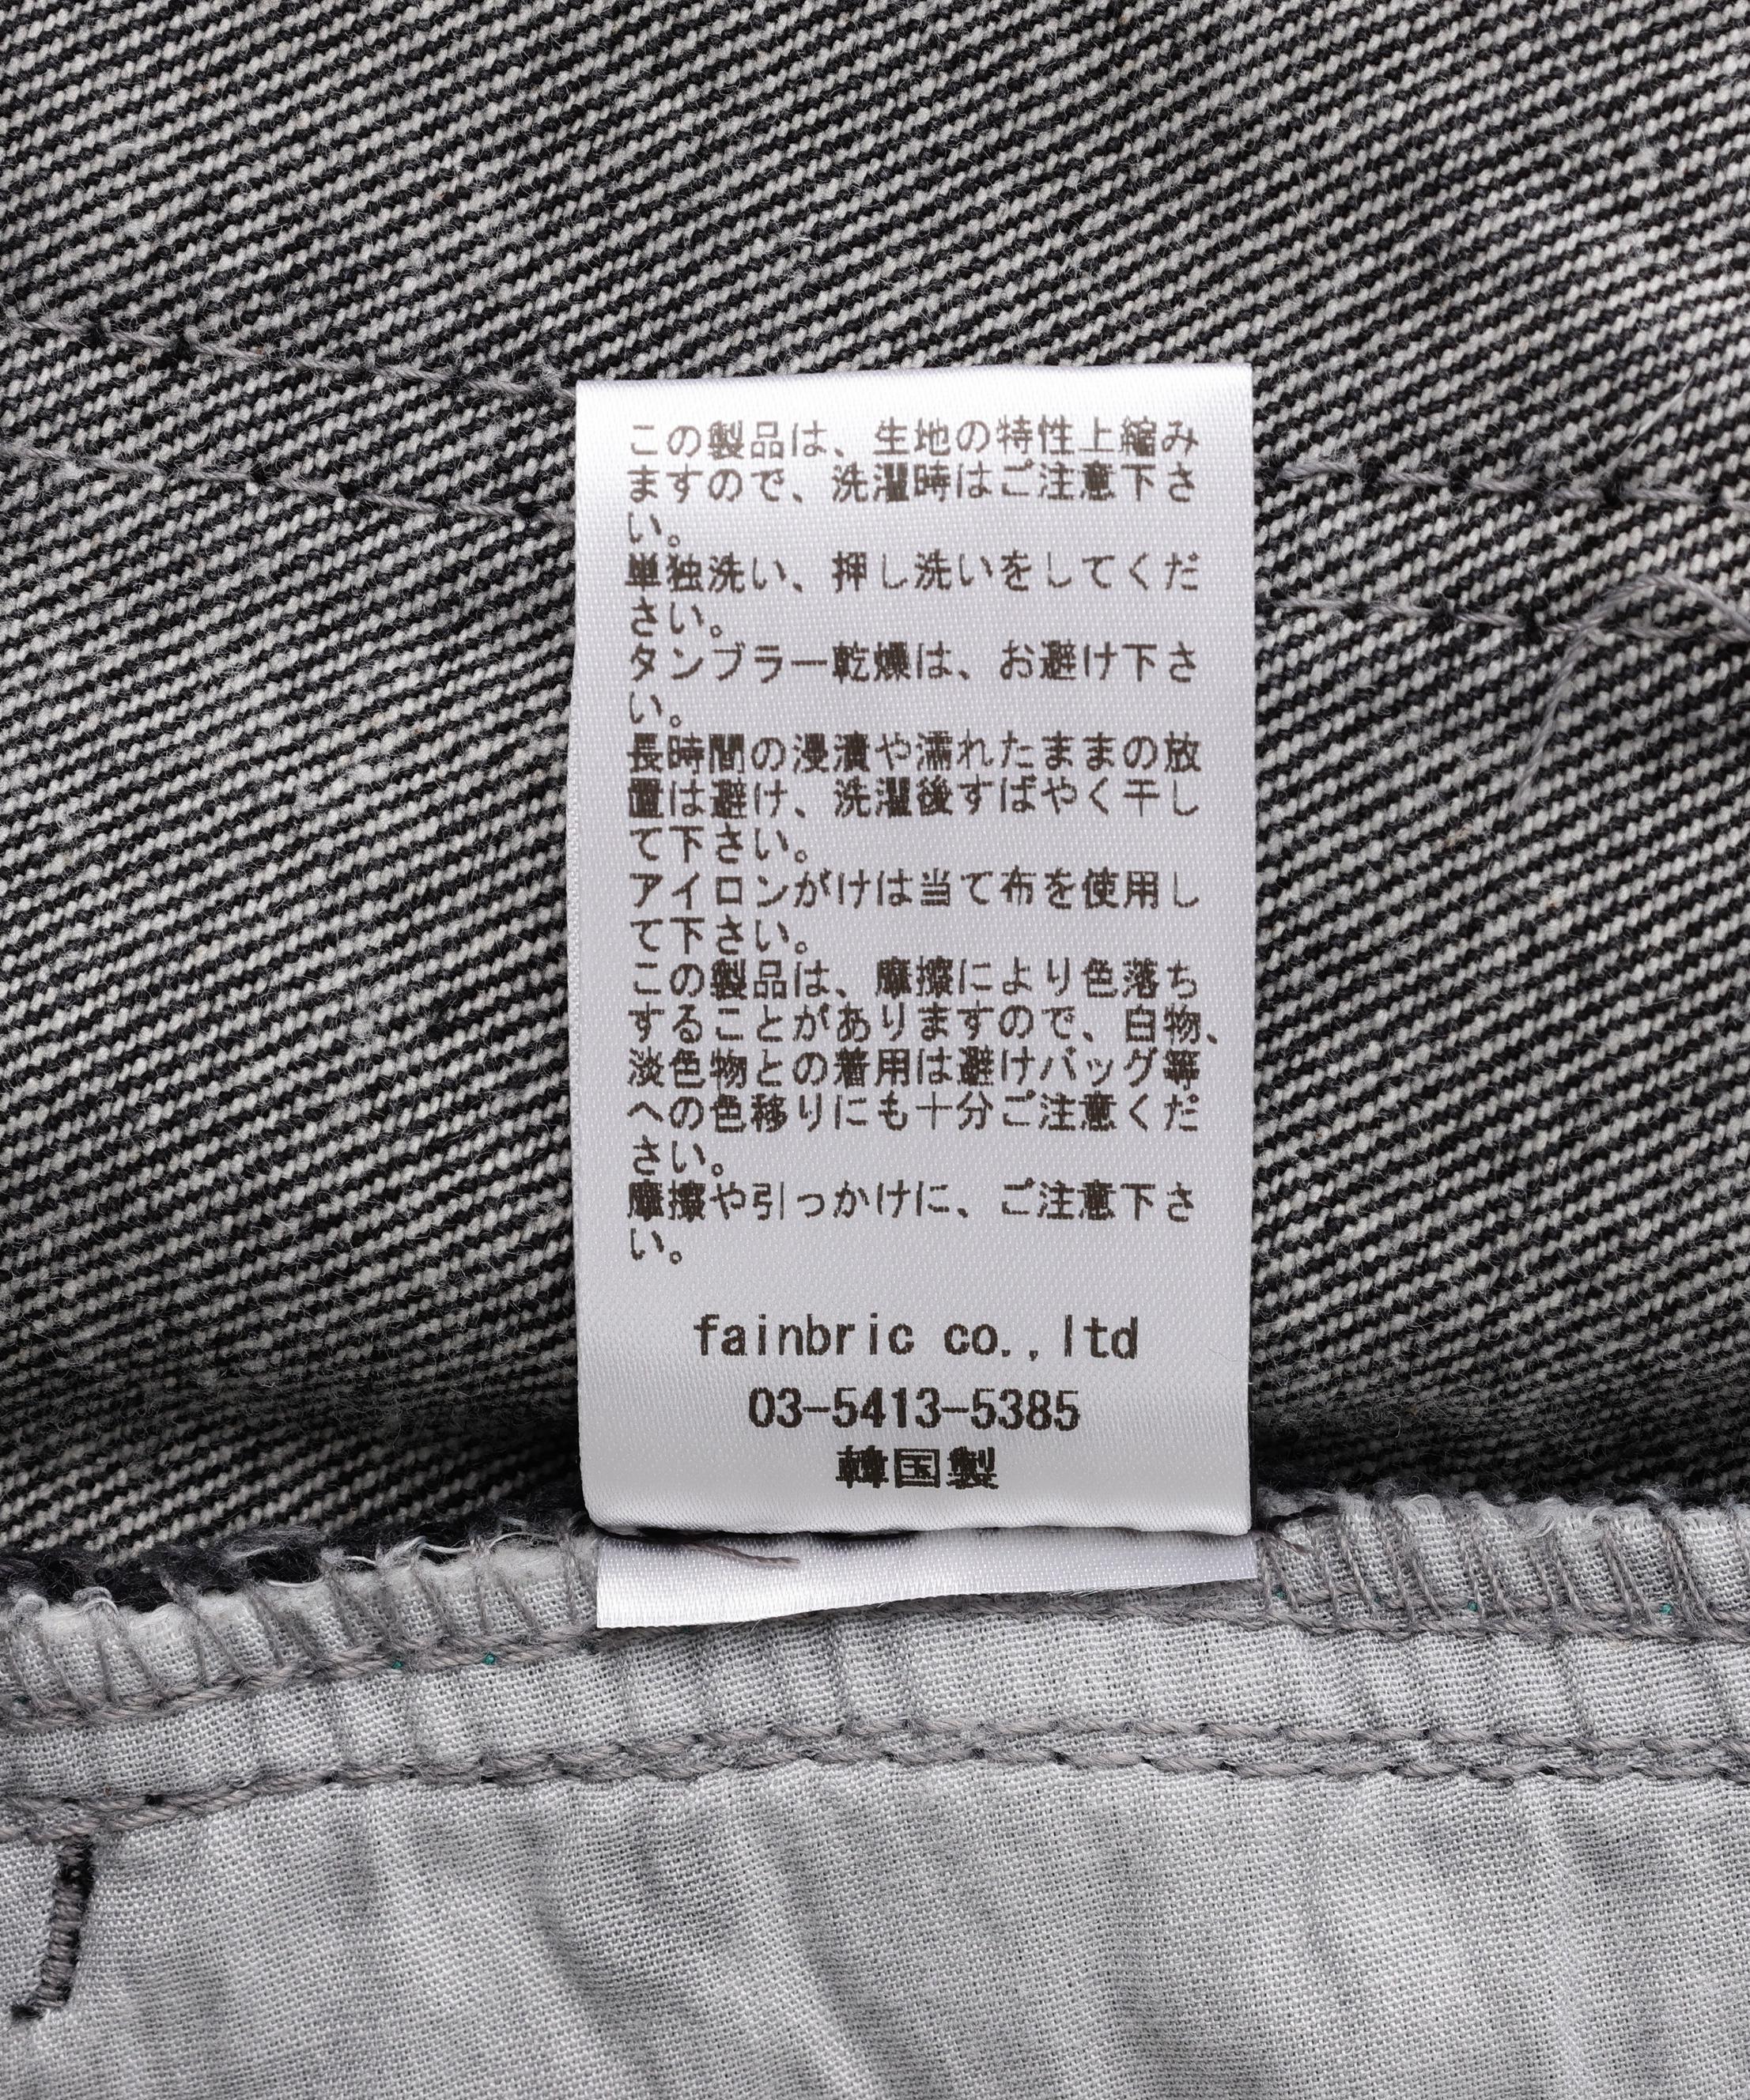 この製品は、生地の特性上縮み
ますので、洗濯時はご注意下さ
い。
単独洗い、押し洗いをしてくだ
さい。
タンブラー乾燥は、お避け下さ
い。
長時間の浸漬や濡れたままの放
置は避け、洗濯後すばやく干し
て下さい。
アイロンがけは当て布を使用し
て下さい。
この製品は、摩擦により色落ち
することがありますので、白物、
淡色物との着用は避けバッグ等
への色移りにも十分ご注意くだ
さい。
摩擦や引っかけに、ご注意下さ
い。
fainbric co.,ltd
03-5413-5385
韓国製